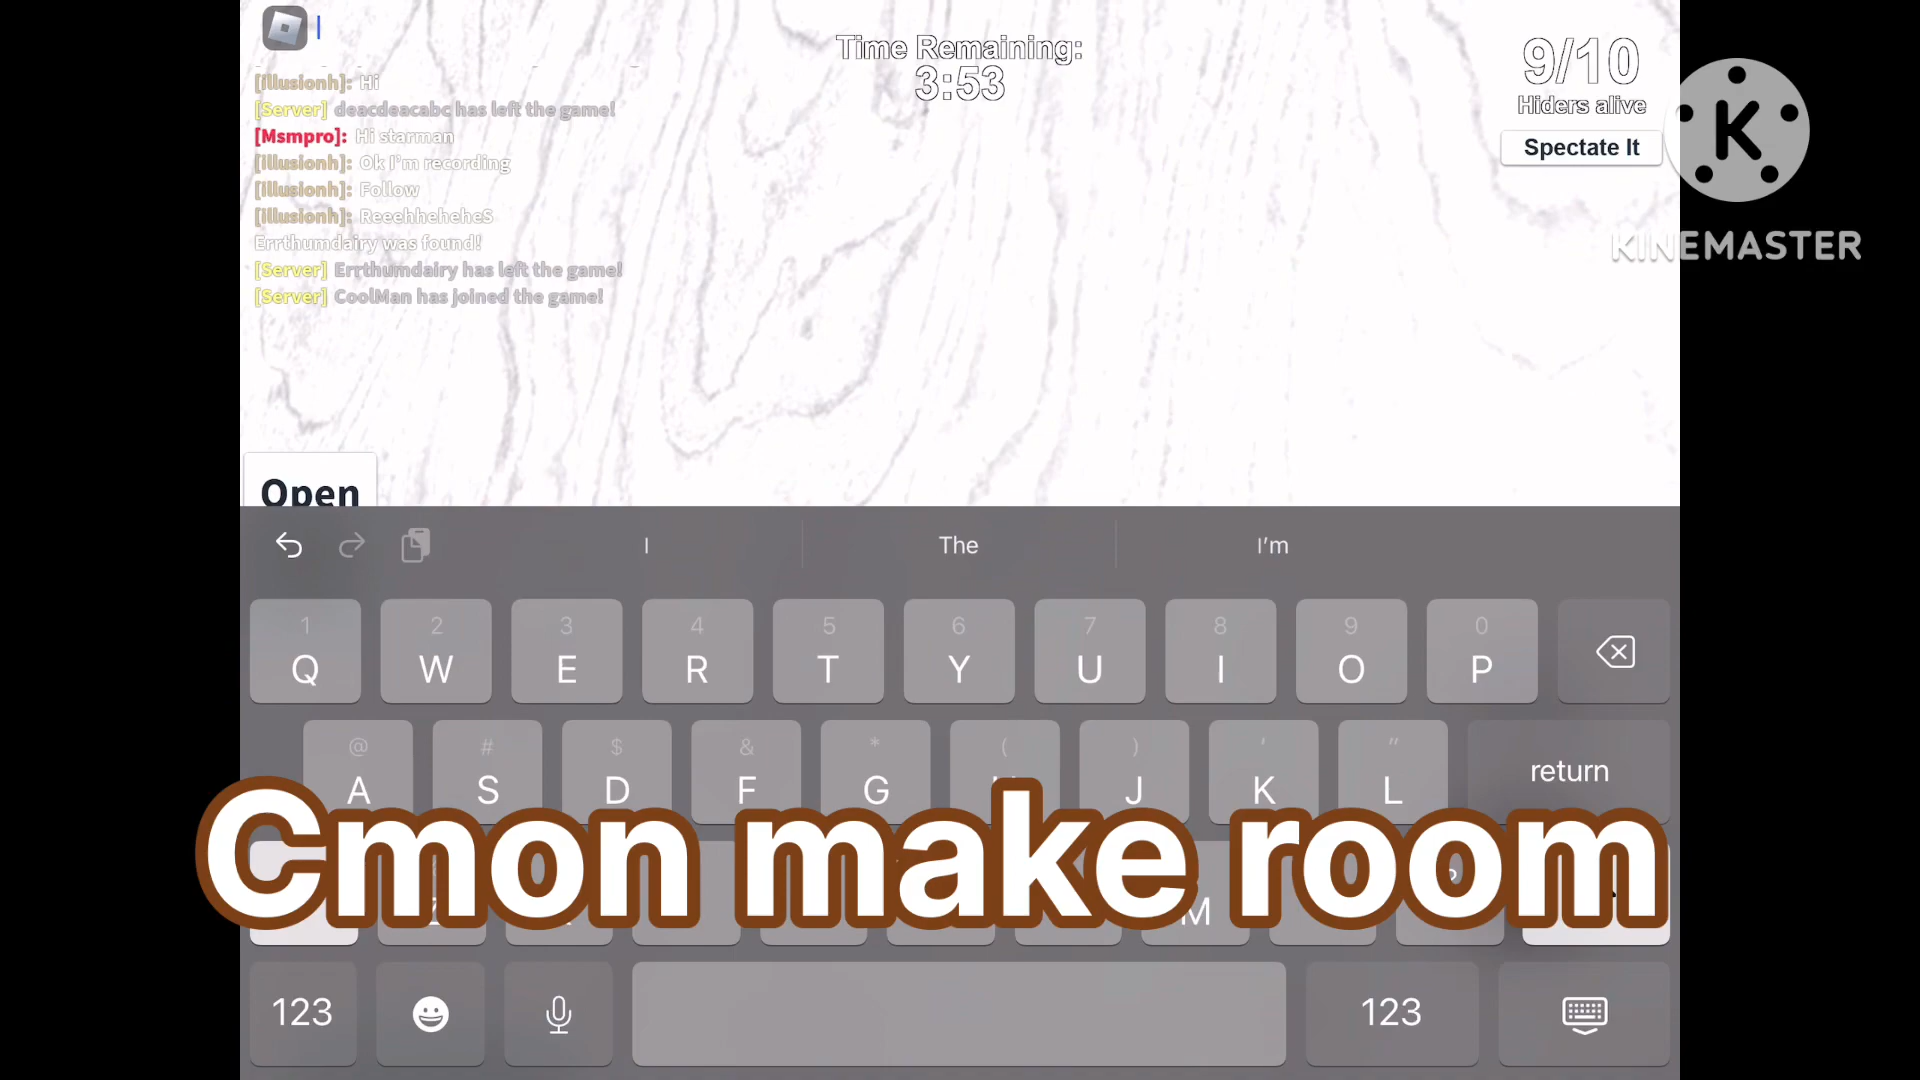 [Illusionh]: Hi
[Server] deacdeacabc has left the game!
[Msmpro]: Hi starman
[Illusionh]: Ok I'm recording
[Illusionh]: Follow
[Illusionh]: ReeehheheheS
Errthumdairy was found!
[Server] Errthumdairy has left the game!
[Server] CoolMan has joined the game!
Time Remaining:
3:53
9/10
Hiders alive
Spectate It
K
KINEMASTER
Open
I The I'm
1 2 3 4 5 6 7 8 9 0
Q W E R T Y U I O P
@ # $ & * ( ) ' "
A S D F G J K L
return
Cmon make room
M
123 123